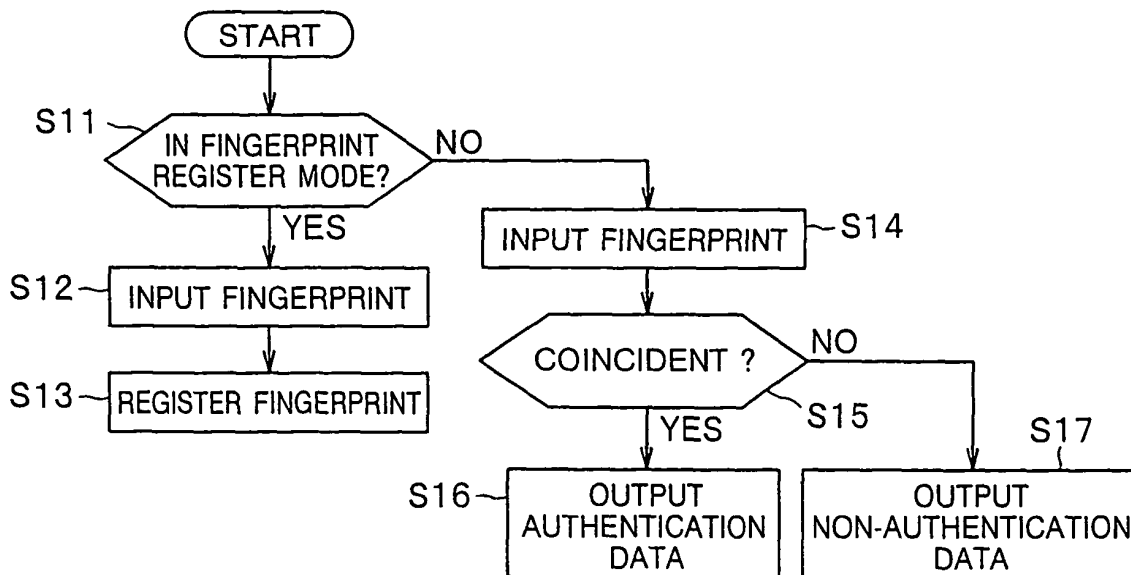 START
S11
IN FINGERPRINT
REGISTER MODE?
NO
YES
S14
INPUT FINGERPRINT
S12
INPUT FINGERPRINT
COINCIDENT ?
NO
S13
REGISTER FINGERPRINT
S15
YES
S17
S16
OUTPUT
AUTHENTICATION
DATA
OUTPUT
NON-AUTHENTICATION
DATA